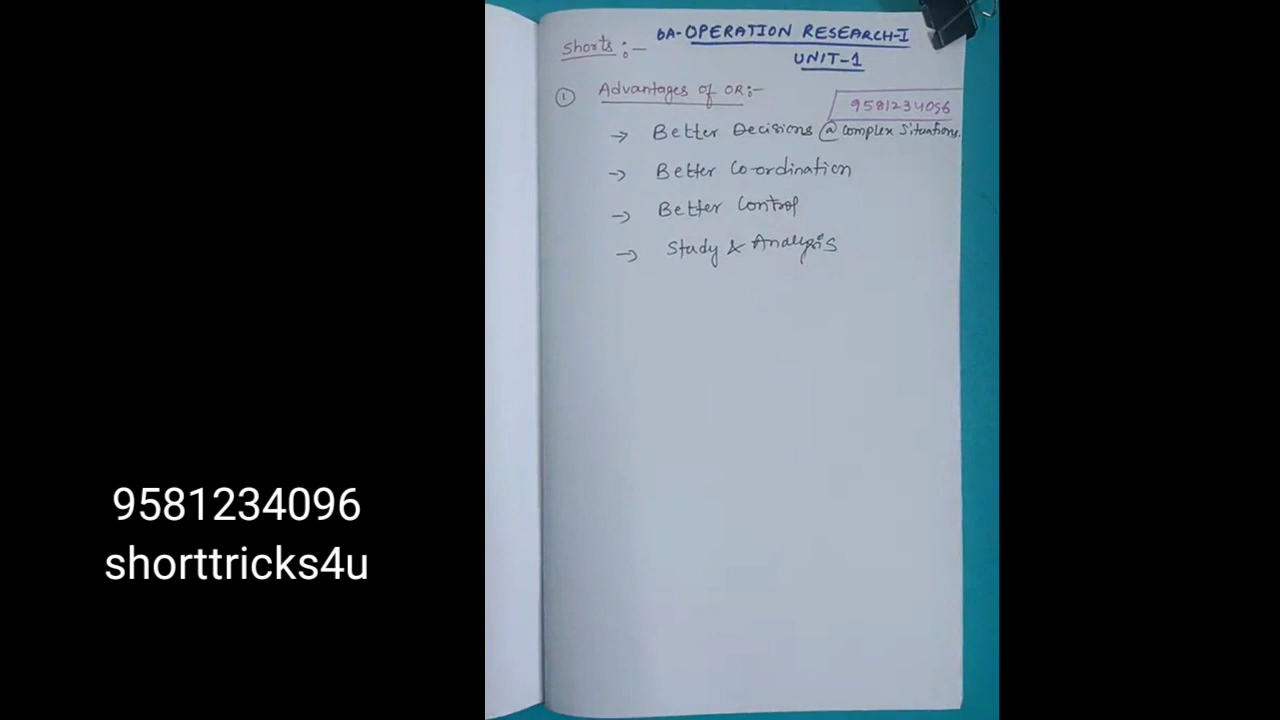 Shorts :-
6A-OPERATION RESEARCH-I
UNIT-1
① Advantages of OR:-
9581234096
→ Better Decisions @ Complex Situations.
→ Better Co-ordination
→ Better Control
→ Study & Analysis
9581234096
shorttricks4u